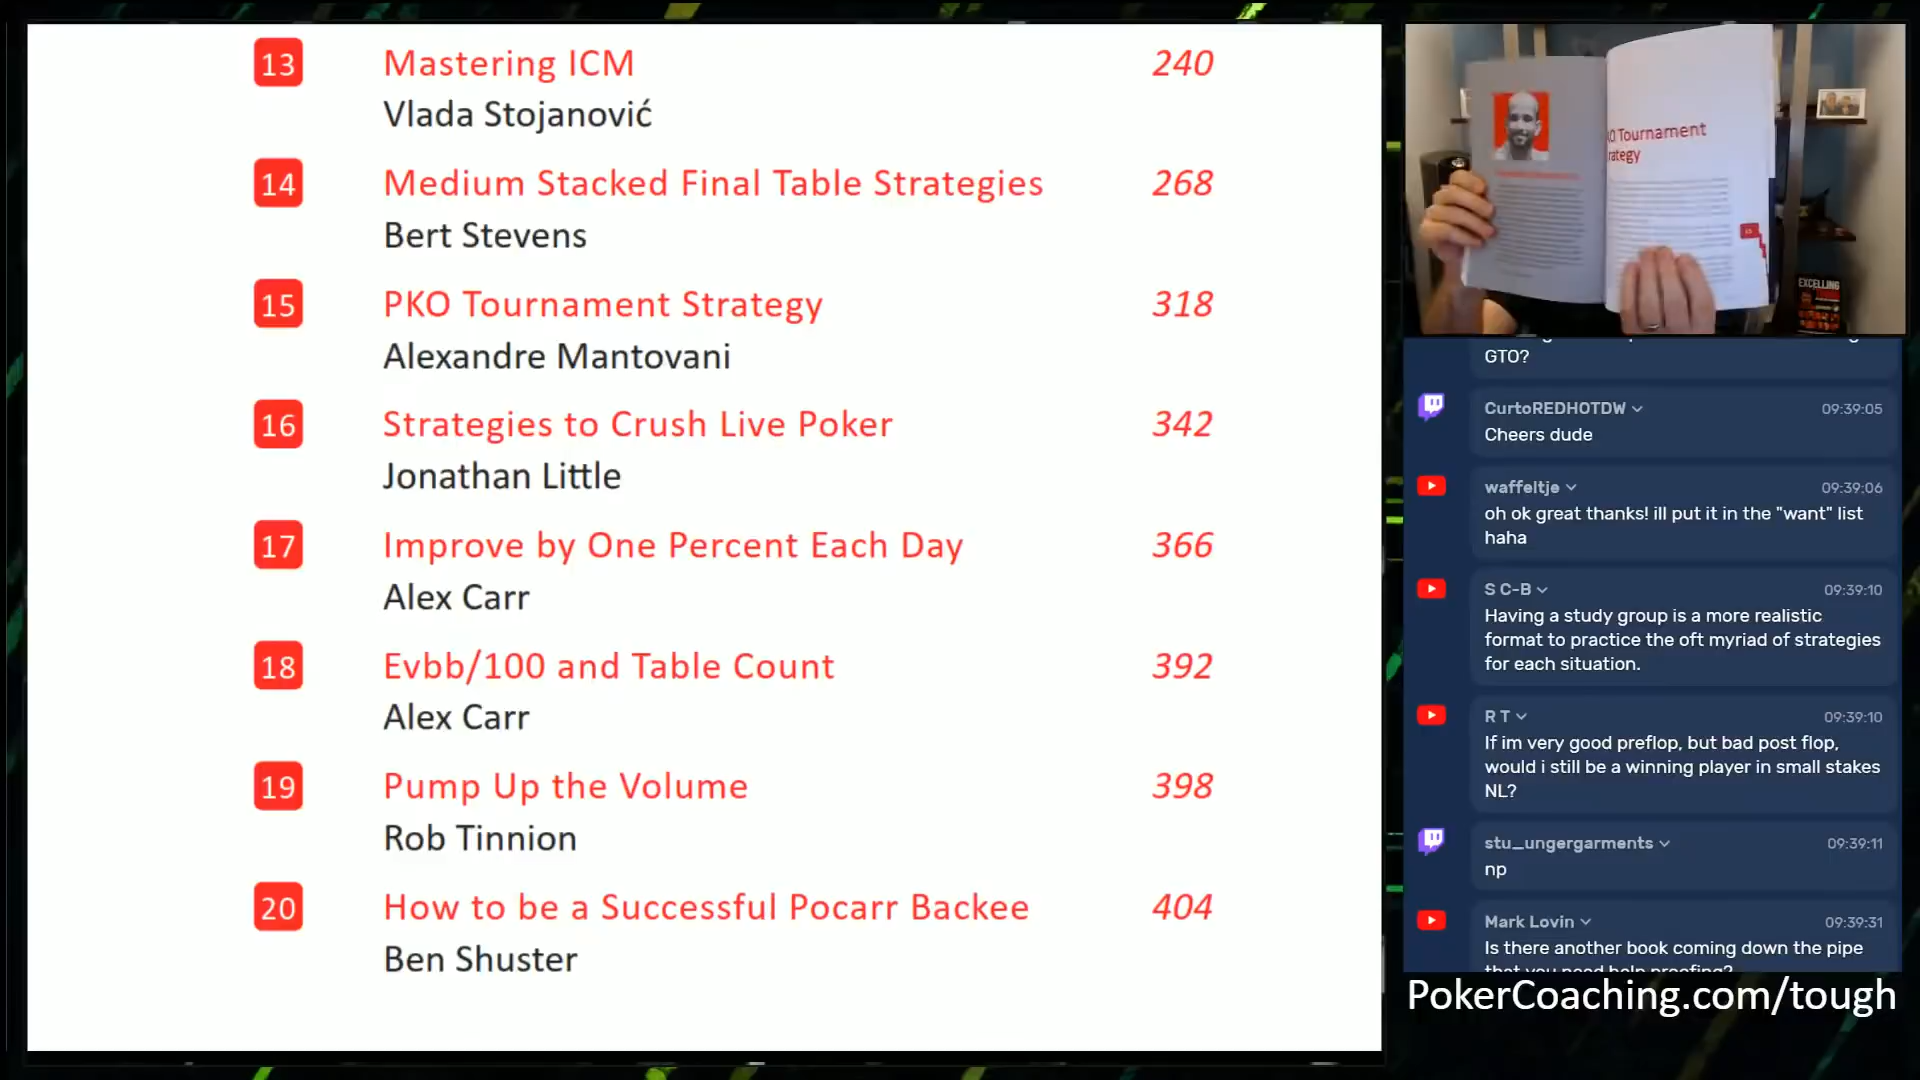 13 Mastering ICM 240
Vlada Stojanović
14 Medium Stacked Final Table Strategies 268
Bert Stevens
15 PKO Tournament Strategy 318
Alexandre Mantovani
16 Strategies to Crush Live Poker 342
Jonathan Little
17 Improve by One Percent Each Day 366
Alex Carr
18 Evbb/100 and Table Count 392
Alex Carr
19 Pump Up the Volume 398
Rob Tinnion
20 How to be a Successful Pocarr Backee 404
Ben Shuster
Tournament
EXCELLING
GTO?
CurtoREDHOTDW 09:39:05
Cheers dude
waffeltje 09:39:06
oh ok great thanks! ill put it in the "want" list
haha
S C-B 09:39:10
Having a study group is a more realistic
format to practice the oft myriad of strategies
for each situation.
R T 09:39:10
If im very good preflop, but bad post flop,
would i still be a winning player in small stakes
NL?
stu_ungergarments 09:39:11
np
Mark Lovin 09:39:31
Is there another book coming down the pipe
that you need help proofing?
PokerCoaching.com/tough